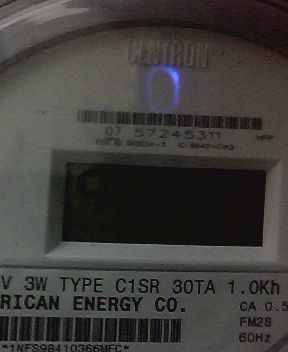 CENTRON
07 57245311
V 3W TYPE C1SR 30TA 1.0Kh
RICAN ENERGY CO.
CA 0.5
FM2S
60Hz
*1NFS98410366MFC*